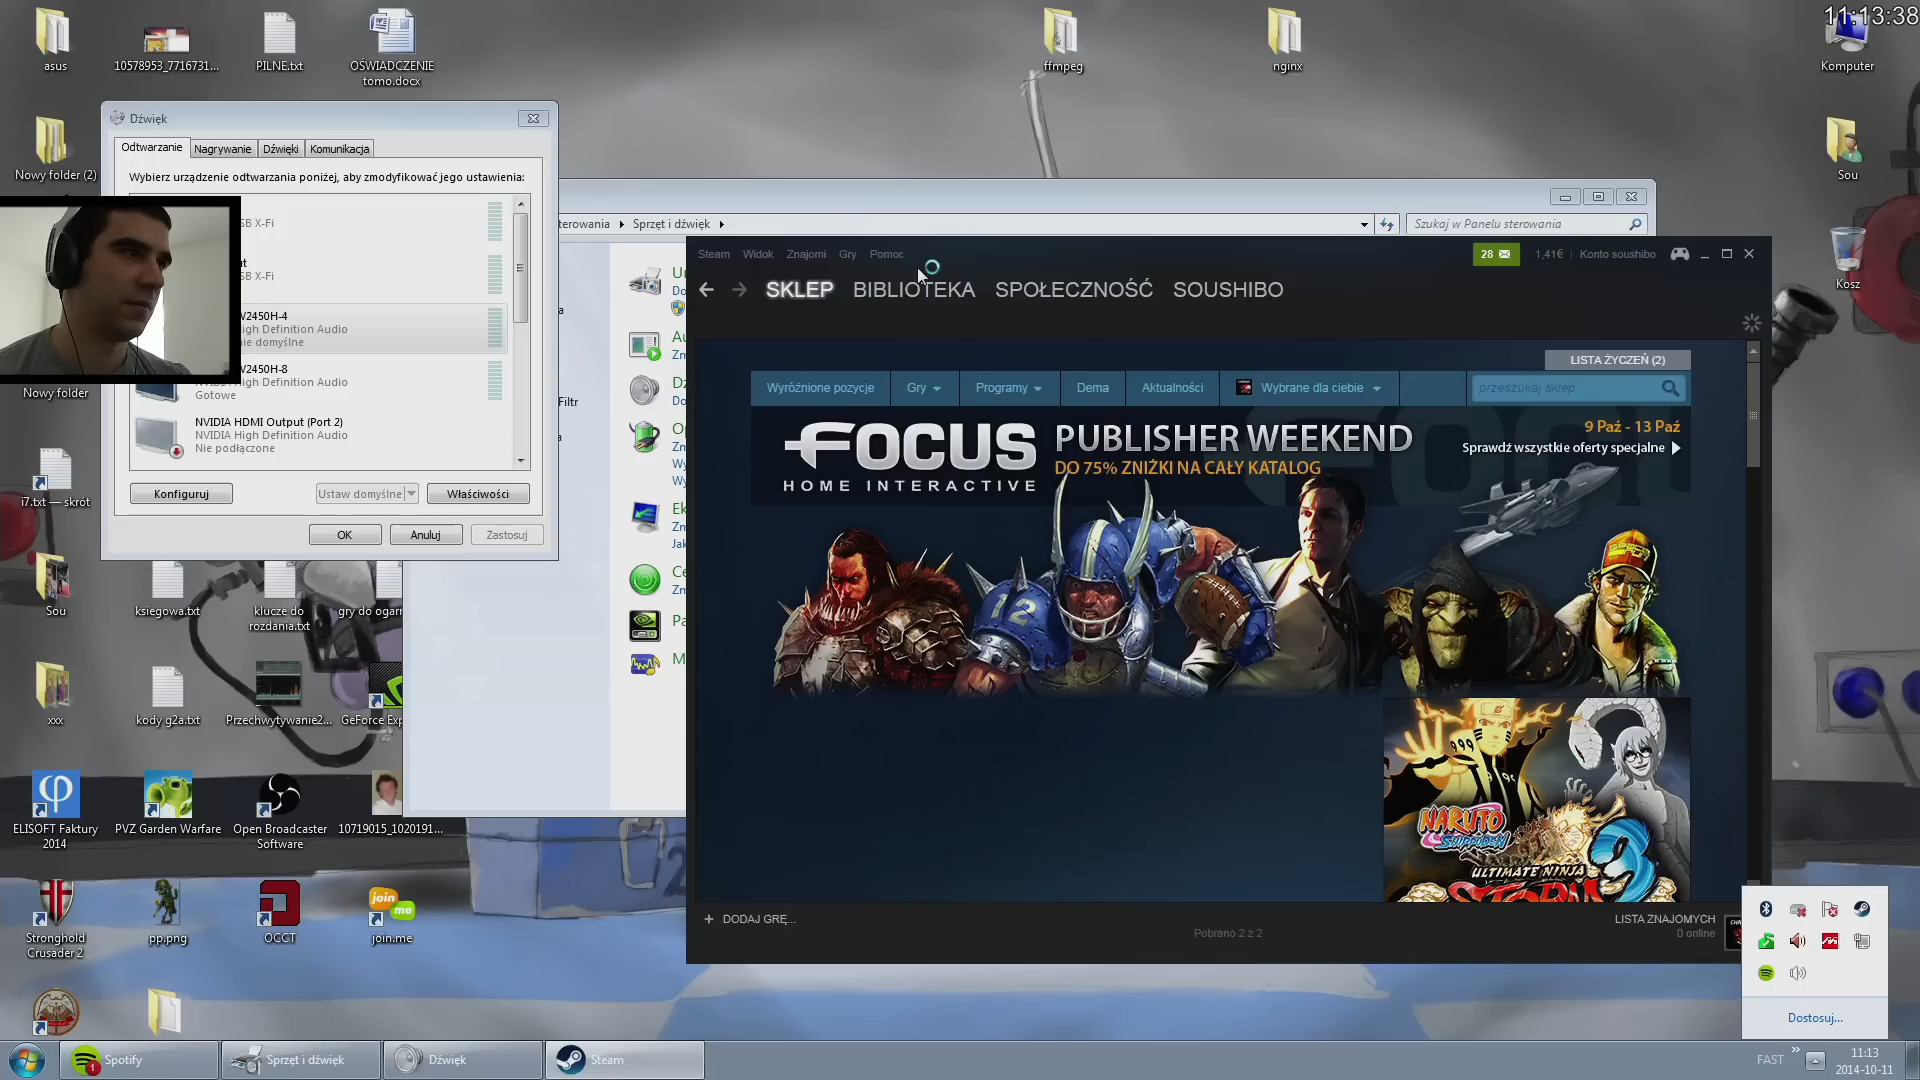 11:13:38
asus
10578953_7716731...
PILNE.txt
OŚWIADCZENIE
tomo.docx
ffmpeg
nginx
Komputer
Dźwięk
Odtwarzanie
Nagrywanie
Dźwięki
Komunikacja
Wybierz urządzenie odtwarzania poniżej, aby zmodyfikować jego ustawienia:
SB X-Fi
SB X-Fi
V2450H-4
High Definition Audio
nie domyślne
V2450H-8
NVIDIA High Definition Audio
Gotowe
NVIDIA HDMI Output (Port 2)
NVIDIA High Definition Audio
Nie podłączone
Konfiguruj
Ustaw domyślne
Właściwości
OK
Anuluj
Zastosuj
Nowy folder (2)
Sou
Nowy folder
Kosz
i7.txt — skrót
terowania
Sprzęt i dźwięk
Szukaj w Panelu sterowania
Filtr
Steam
Widok
Znajomi
Gry
Pomoc
28
1,41€
Konto soushibo
SKLEP
BIBLIOTEKA
SPOŁECZNOŚĆ
SOUSHIBO
LISTA ŻYCZEŃ (2)
Wyróżnione pozycje
Gry
Programy
Dema
Aktualności
Wybrane dla ciebie
przeszukaj sklep
FOCUS
HOME INTERACTIVE
PUBLISHER WEEKEND
DO 75% ZNIŻKI NA CAŁY KATALOG
9 Paź - 13 Paź
Sprawdź wszystkie oferty specjalne
12
NARUTO
SHIPPUDEN
ULTIMATE NINJA
STORM 3
DODAJ GRĘ...
Pobrano 2 z 2
LISTA ZNAJOMYCH
0 online
Sou
ksiegowa.txt
klucze do
rozdania.txt
gry do ogarn
xxx
kody g2a.txt
Przechwytywanie2...
GeForce Exp
ELISOFT Faktury
2014
PVZ Garden Warfare
Open Broadcaster
Software
10719015_1020191...
Stronghold
Crusader 2
pp.png
OCCT
join.me
Dostosuj...
Spotify
Sprzęt i dźwięk
Dźwięk
Steam
FAST
11:13
2014-10-11